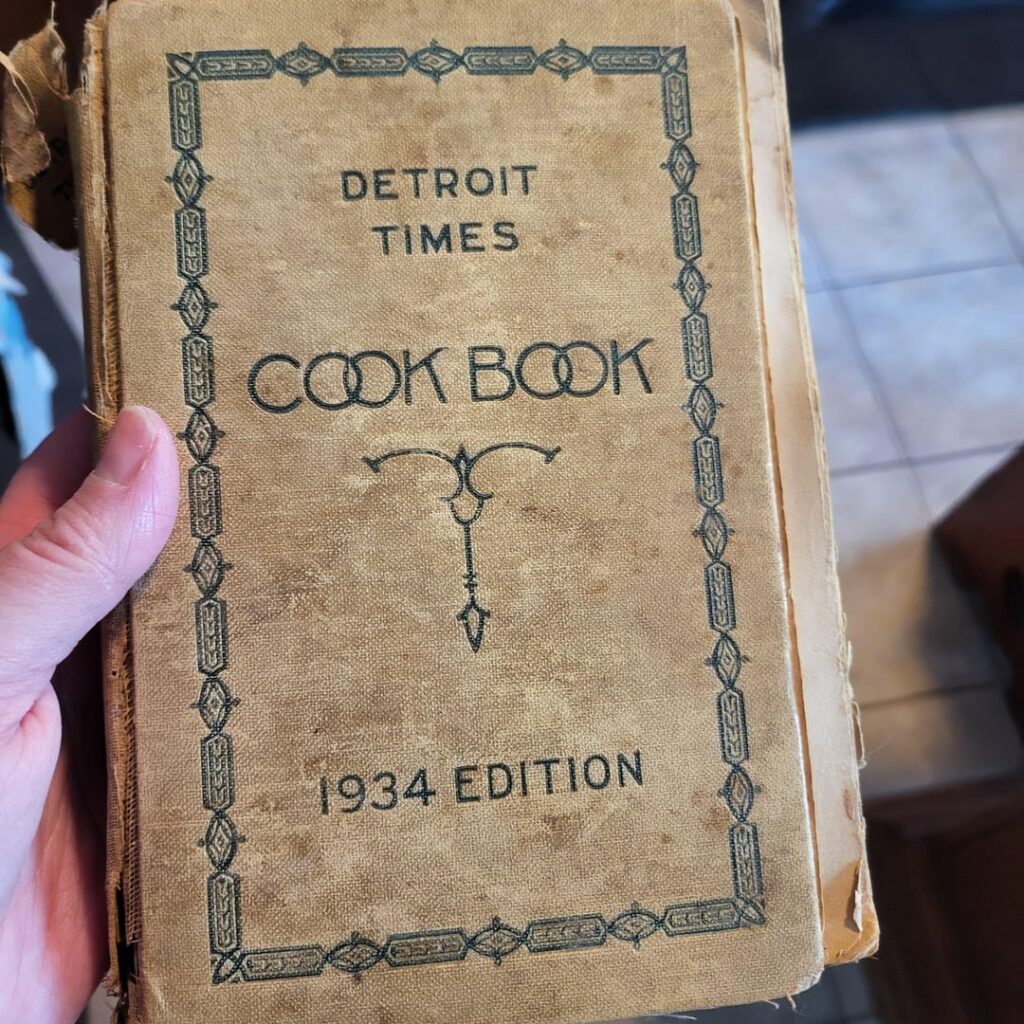 DETROIT
TIMES
COOK BOOK
1934 EDITION